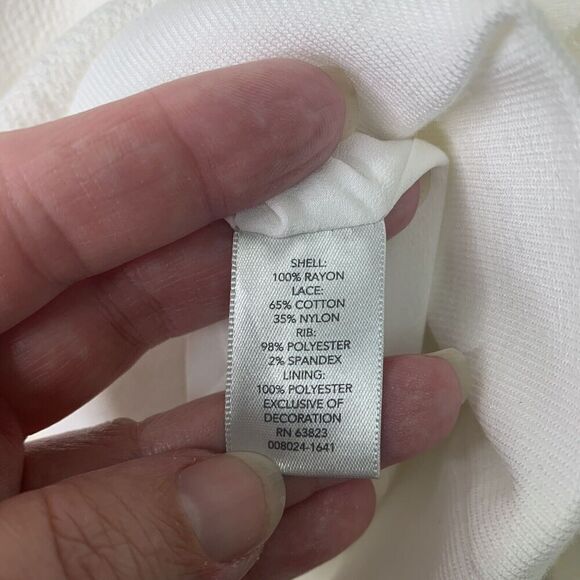 SHELL:
100% RAYON
LACE:
65% COTTON
35% NYLON
RIB:
98% POLYESTER
2% SPANDEX
LINING:
100% POLYESTER
EXCLUSIVE OF
DECORATION
RN 63823
008024-1641